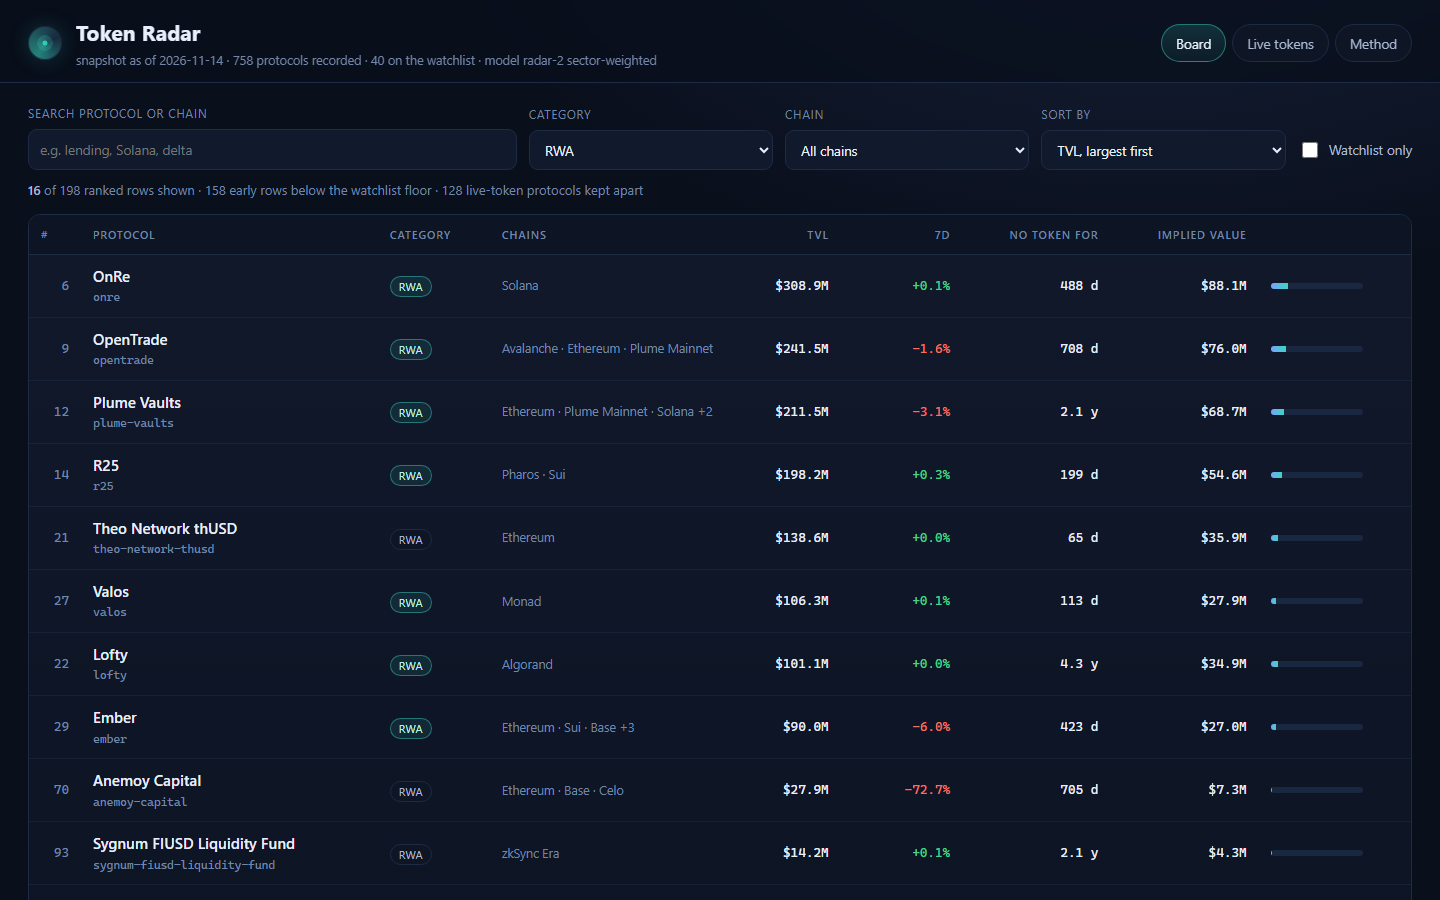 Token Radar
snapshot as of 2026-11-14 · 758 protocols recorded · 40 on the watchlist · model radar-2 sector-weighted
Board
Live tokens
Method
SEARCH PROTOCOL OR CHAIN
CATEGORY
CHAIN
SORT BY
e.g. lending, Solana, delta
RWA
All chains
TVL, largest first
Watchlist only
16 of 198 ranked rows shown · 158 early rows below the watchlist floor · 128 live-token protocols kept apart
# PROTOCOL CATEGORY CHAINS TVL 7D NO TOKEN FOR IMPLIED VALUE
6 OnRe RWA Solana $308.9M +0.1% 488 d $88.1M
onre
9 OpenTrade RWA Avalanche · Ethereum · Plume Mainnet $241.5M −1.6% 708 d $76.0M
opentrade
12 Plume Vaults RWA Ethereum · Plume Mainnet · Solana +2 $211.5M −3.1% 2.1 y $68.7M
plume-vaults
14 R25 RWA Pharos · Sui $198.2M +0.3% 199 d $54.6M
r25
21 Theo Network thUSD RWA Ethereum $138.6M +0.0% 65 d $35.9M
theo-network-thusd
27 Valos RWA Monad $106.3M +0.1% 113 d $27.9M
valos
22 Lofty RWA Algorand $101.1M +0.0% 4.3 y $34.9M
lofty
29 Ember RWA Ethereum · Sui · Base +3 $90.0M −6.0% 423 d $27.0M
ember
70 Anemoy Capital RWA Ethereum · Base · Celo $27.9M −72.7% 705 d $7.3M
anemoy-capital
93 Sygnum FIUSD Liquidity Fund RWA zkSync Era $14.2M +0.1% 2.1 y $4.3M
sygnum-fiusd-liquidity-fund